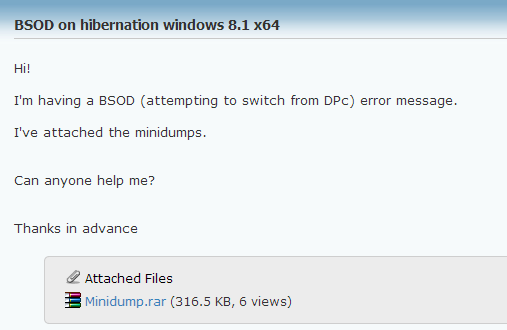 BSOD on hibernation windows 8.1 x64
Hi!
I'm having a BSOD (attempting to switch from DPc) error message.
I've attached the minidumps.
Can anyone help me?
Thanks in advance
Attached Files
Minidump.rar (316.5 KB, 6 views)